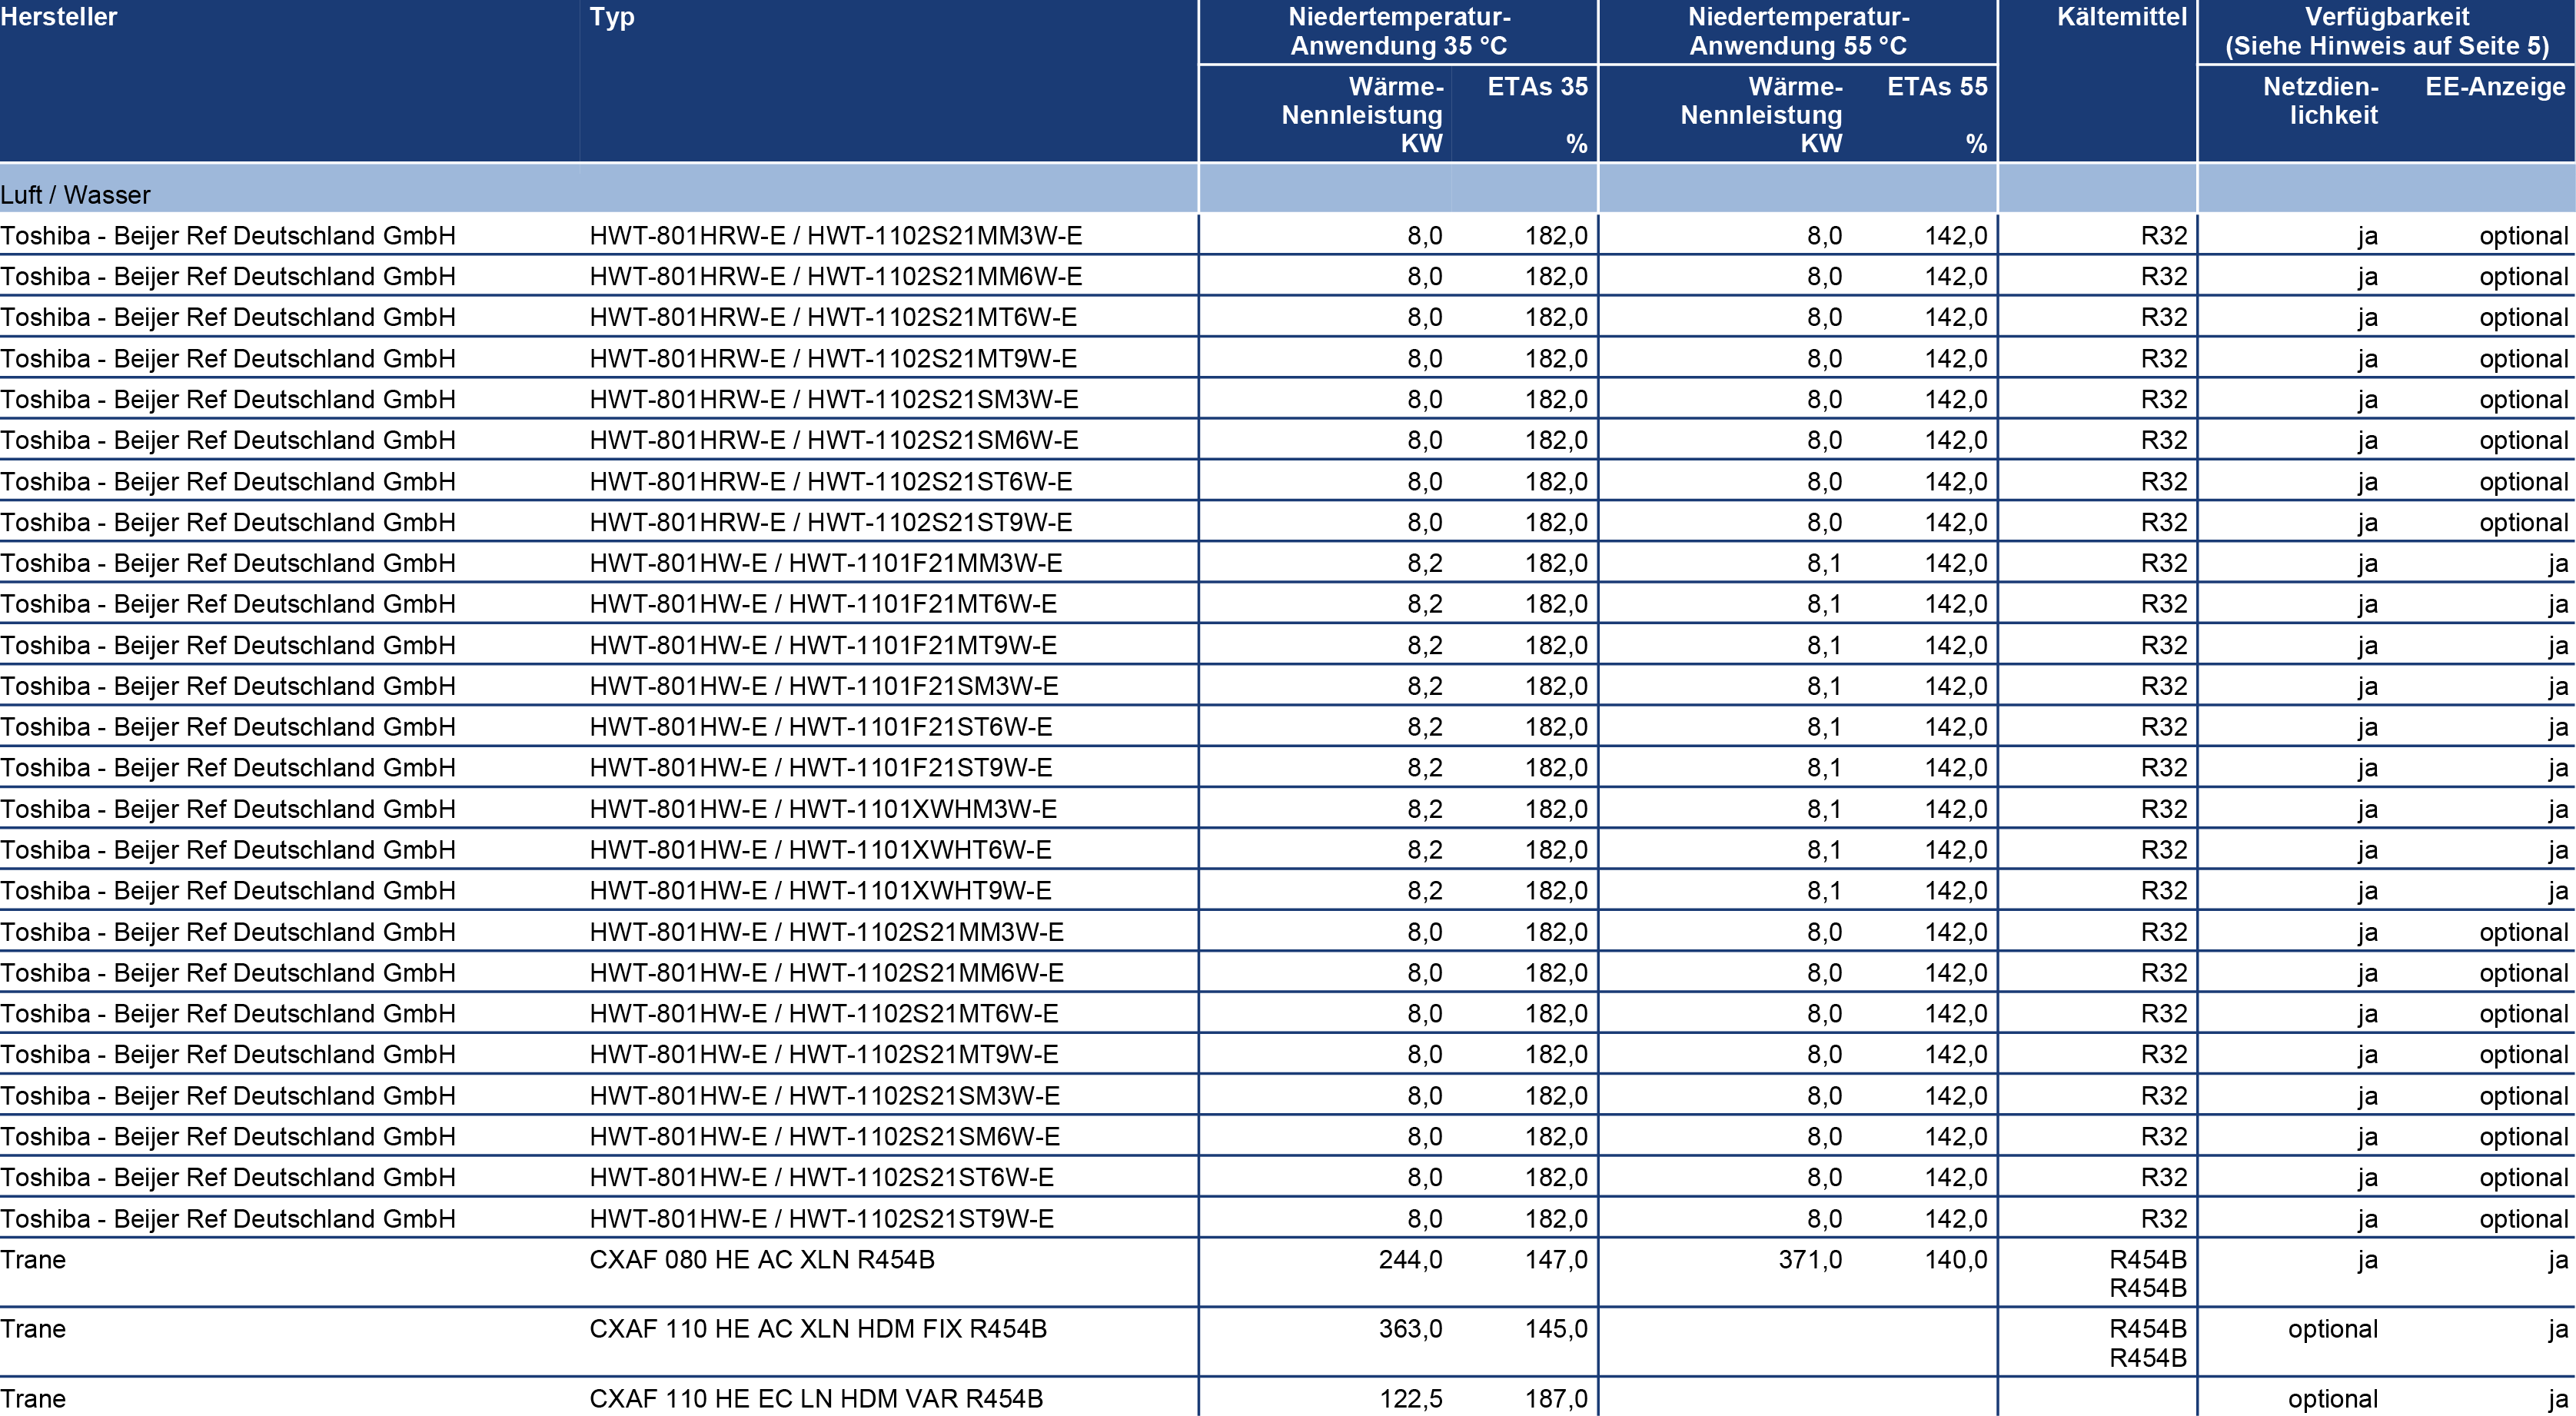 Hersteller Typ Niedertemperatur- Niedertemperatur- Kältemittel Verfügbarkeit
Anwendung 35 °C Anwendung 55 °C (Siehe Hinweis auf Seite 5)
Wärme- ETAs 35 Wärme- ETAs 55 Netzdien- EE-Anzeige
Nennleistung Nennleistung lichkeit
KW % KW %
Luft / Wasser
Toshiba - Beijer Ref Deutschland GmbH HWT-801HRW-E / HWT-1102S21MM3W-E 8,0 182,0 8,0 142,0 R32 ja optional
Toshiba - Beijer Ref Deutschland GmbH HWT-801HRW-E / HWT-1102S21MM6W-E 8,0 182,0 8,0 142,0 R32 ja optional
Toshiba - Beijer Ref Deutschland GmbH HWT-801HRW-E / HWT-1102S21MT6W-E 8,0 182,0 8,0 142,0 R32 ja optional
Toshiba - Beijer Ref Deutschland GmbH HWT-801HRW-E / HWT-1102S21MT9W-E 8,0 182,0 8,0 142,0 R32 ja optional
Toshiba - Beijer Ref Deutschland GmbH HWT-801HRW-E / HWT-1102S21SM3W-E 8,0 182,0 8,0 142,0 R32 ja optional
Toshiba - Beijer Ref Deutschland GmbH HWT-801HRW-E / HWT-1102S21SM6W-E 8,0 182,0 8,0 142,0 R32 ja optional
Toshiba - Beijer Ref Deutschland GmbH HWT-801HRW-E / HWT-1102S21ST6W-E 8,0 182,0 8,0 142,0 R32 ja optional
Toshiba - Beijer Ref Deutschland GmbH HWT-801HRW-E / HWT-1102S21ST9W-E 8,0 182,0 8,0 142,0 R32 ja optional
Toshiba - Beijer Ref Deutschland GmbH HWT-801HW-E / HWT-1101F21MM3W-E 8,2 182,0 8,1 142,0 R32 ja ja
Toshiba - Beijer Ref Deutschland GmbH HWT-801HW-E / HWT-1101F21MT6W-E 8,2 182,0 8,1 142,0 R32 ja ja
Toshiba - Beijer Ref Deutschland GmbH HWT-801HW-E / HWT-1101F21MT9W-E 8,2 182,0 8,1 142,0 R32 ja ja
Toshiba - Beijer Ref Deutschland GmbH HWT-801HW-E / HWT-1101F21SM3W-E 8,2 182,0 8,1 142,0 R32 ja ja
Toshiba - Beijer Ref Deutschland GmbH HWT-801HW-E / HWT-1101F21ST6W-E 8,2 182,0 8,1 142,0 R32 ja ja
Toshiba - Beijer Ref Deutschland GmbH HWT-801HW-E / HWT-1101F21ST9W-E 8,2 182,0 8,1 142,0 R32 ja ja
Toshiba - Beijer Ref Deutschland GmbH HWT-801HW-E / HWT-1101XWHM3W-E 8,2 182,0 8,1 142,0 R32 ja ja
Toshiba - Beijer Ref Deutschland GmbH HWT-801HW-E / HWT-1101XWHT6W-E 8,2 182,0 8,1 142,0 R32 ja ja
Toshiba - Beijer Ref Deutschland GmbH HWT-801HW-E / HWT-1101XWHT9W-E 8,2 182,0 8,1 142,0 R32 ja ja
Toshiba - Beijer Ref Deutschland GmbH HWT-801HW-E / HWT-1102S21MM3W-E 8,0 182,0 8,0 142,0 R32 ja optional
Toshiba - Beijer Ref Deutschland GmbH HWT-801HW-E / HWT-1102S21MM6W-E 8,0 182,0 8,0 142,0 R32 ja optional
Toshiba - Beijer Ref Deutschland GmbH HWT-801HW-E / HWT-1102S21MT6W-E 8,0 182,0 8,0 142,0 R32 ja optional
Toshiba - Beijer Ref Deutschland GmbH HWT-801HW-E / HWT-1102S21MT9W-E 8,0 182,0 8,0 142,0 R32 ja optional
Toshiba - Beijer Ref Deutschland GmbH HWT-801HW-E / HWT-1102S21SM3W-E 8,0 182,0 8,0 142,0 R32 ja optional
Toshiba - Beijer Ref Deutschland GmbH HWT-801HW-E / HWT-1102S21SM6W-E 8,0 182,0 8,0 142,0 R32 ja optional
Toshiba - Beijer Ref Deutschland GmbH HWT-801HW-E / HWT-1102S21ST6W-E 8,0 182,0 8,0 142,0 R32 ja optional
Toshiba - Beijer Ref Deutschland GmbH HWT-801HW-E / HWT-1102S21ST9W-E 8,0 182,0 8,0 142,0 R32 ja optional
Trane CXAF 080 HE AC XLN R454B 244,0 147,0 371,0 140,0 R454B ja ja
R454B
Trane CXAF 110 HE AC XLN HDM FIX R454B 363,0 145,0 R454B optional ja
R454B
Trane CXAF 110 HE EC LN HDM VAR R454B 122,5 187,0 optional ja